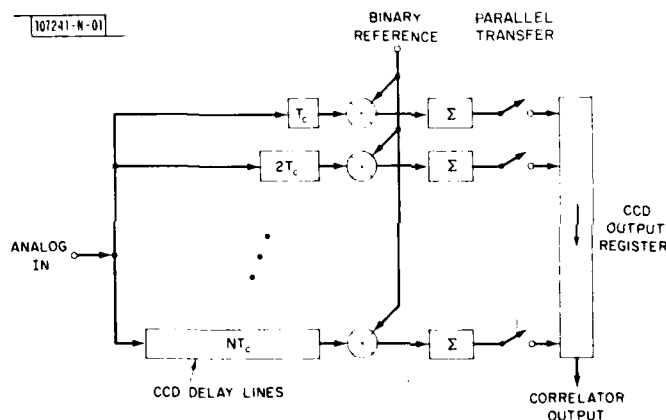 107241-N-01
BINARY
REFERENCE
PARALLEL
TRANSFER
T_c
Σ
2T_c
Σ
ANALOG
IN
CCD
OUTPUT
REGISTER
NT_c
Σ
CCD DELAY LINES
CORRELATOR
OUTPUT